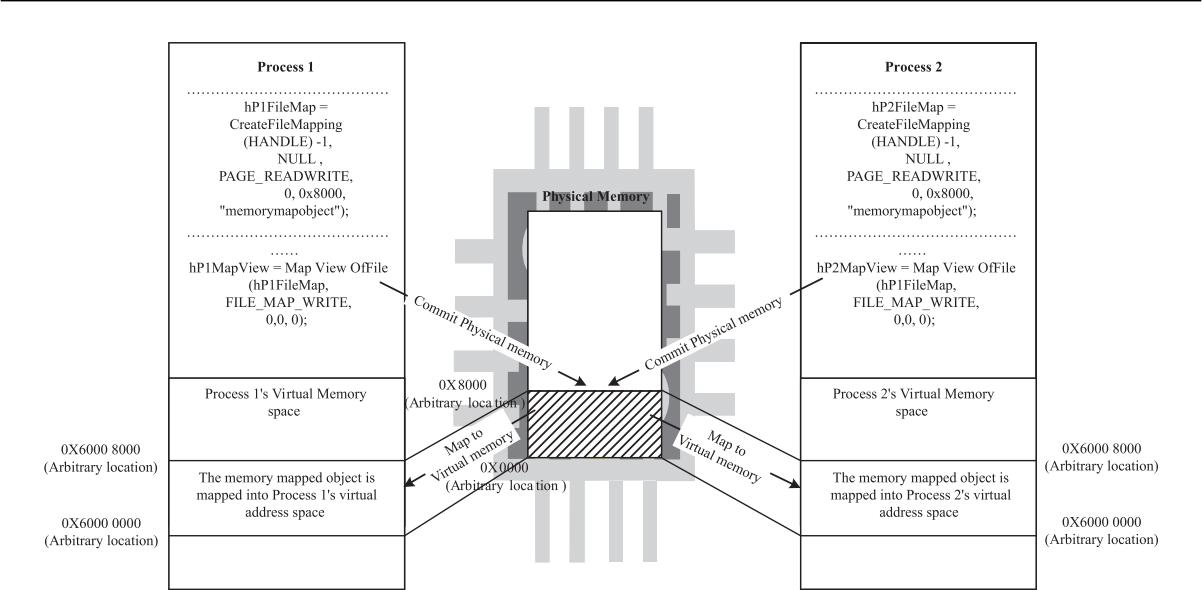 Process 1
........................................
hP1FileMap =
CreateFileMapping
(HANDLE) -1,
NULL ,
PAGE_READWRITE,
0, 0x8000,
"memorymapobject");
........................................
......
hP1MapView = Map View OfFile
(hP1FileMap,
FILE_MAP_WRITE,
0,0, 0);
Process 1's Virtual Memory
space
The memory mapped object is
mapped into Process 1's virtual
address space
0X6000 8000
(Arbitrary location)
0X6000 0000
(Arbitrary location)
Physical Memory
Commit Physical memory
Commit Physical memory
0X8000
(Arbitrary location )
Map to
Virtual memory
0X0000
(Arbitrary location )
Map to
Virtual memory
Process 2
........................................
hP2FileMap =
CreateFileMapping
(HANDLE) -1,
NULL ,
PAGE_READWRITE,
0, 0x8000,
"memorymapobject");
........................................
......
hP2MapView = Map View OfFile
(hP1FileMap,
FILE_MAP_WRITE,
0,0, 0);
Process 2's Virtual Memory
space
The memory mapped object is
mapped into Process 2's virtual
address space
0X6000 8000
(Arbitrary location)
0X6000 0000
(Arbitrary location)